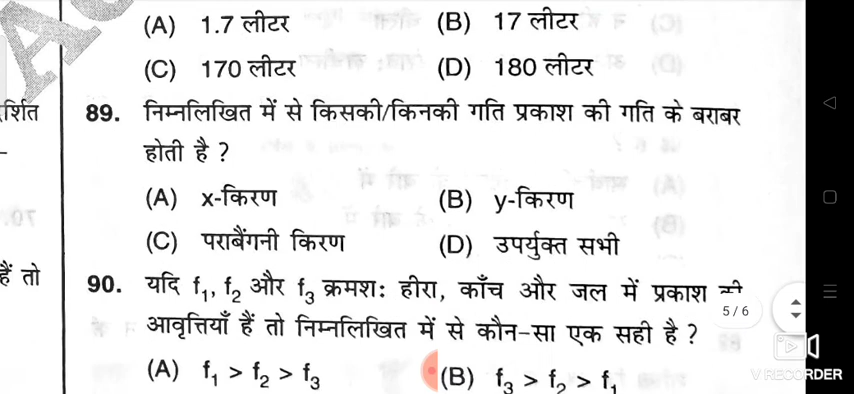 (A) 1.7 लीटर (B) 17 लीटर
(C) 170 लीटर (D) 180 लीटर
र्शित
89. निम्नलिखित में से किसकी/किनकी गति प्रकाश की गति के बराबर
होती है ?
(A) x-किरण (B) y-किरण
(C) पराबैंगनी किरण (D) उपर्युक्त सभी
हैं तो
90. यदि f₁, f₂ और f₃ क्रमशः हीरा, काँच और जल में प्रकाश की
5 / 6
आवृत्तियाँ हैं तो निम्नलिखित में से कौन-सा एक सही है ?
(A) f₁ > f₂ > f₃ (B) f₃ > f₂ > f₁
V RECORDER